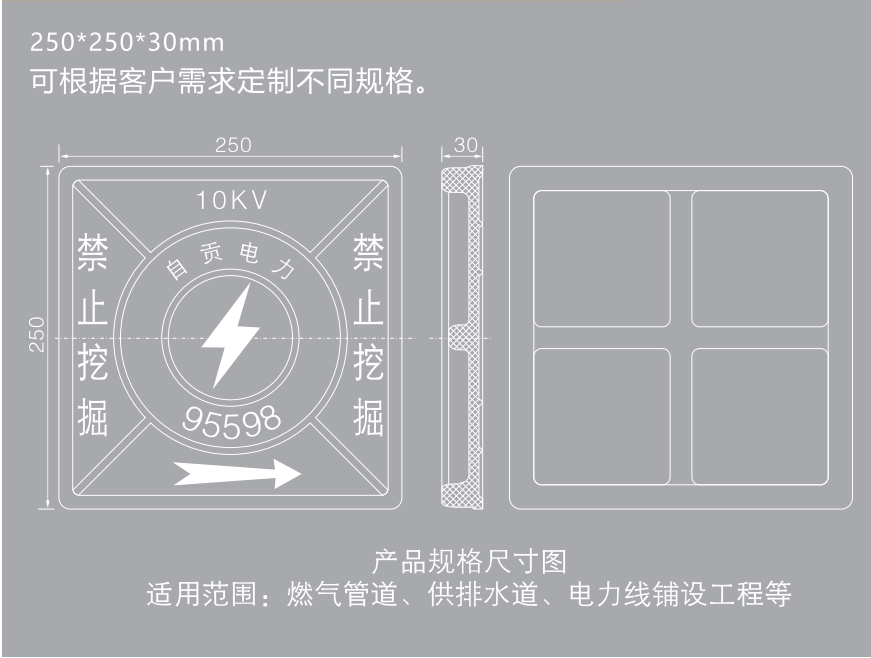 250*250*30mm
可根据客户需求定制不同规格。
250
30
250
10KV
自贡电力
禁止挖掘
禁止挖掘
95598
产品规格尺寸图
适用范围：燃气管道、供排水道、电力线铺设工程等